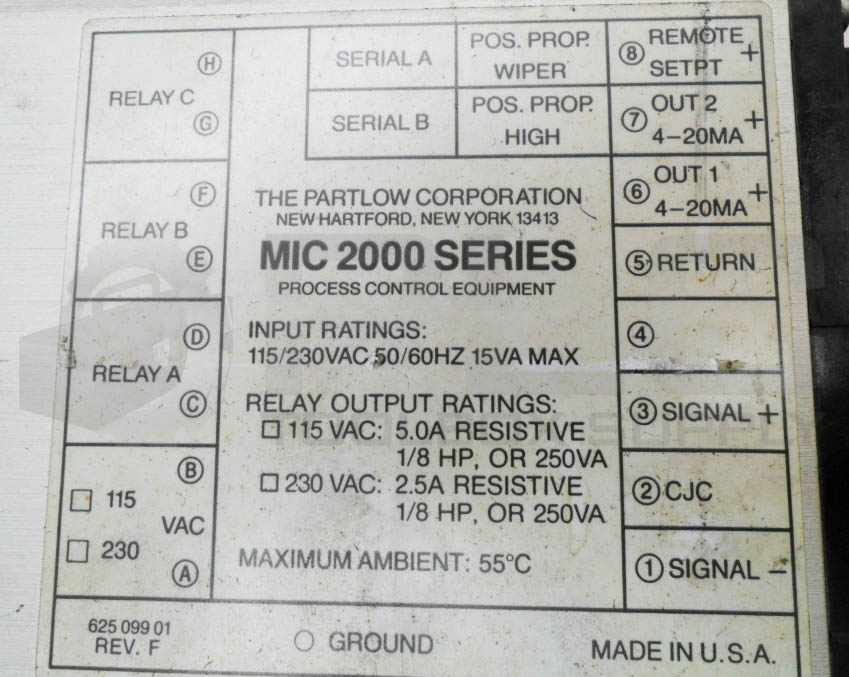 H
RELAY C
G
F
RELAY B
E
D
RELAY A
C
B
115
VAC
230
A
SERIAL A
POS. PROP.
WIPER
SERIAL B
POS. PROP.
HIGH
THE PARTLOW CORPORATION
NEW HARTFORD, NEW YORK 13413
MIC 2000 SERIES
PROCESS CONTROL EQUIPMENT
INPUT RATINGS:
115/230VAC 50/60HZ 15VA MAX
RELAY OUTPUT RATINGS:
115 VAC: 5.0A RESISTIVE
1/8 HP, OR 250VA
230 VAC: 2.5A RESISTIVE
1/8 HP, OR 250VA
MAXIMUM AMBIENT: 55°C
8 REMOTE +
SETPT
7 OUT 2 +
4-20MA
6 OUT 1 +
4-20MA
5 RETURN
4
3 SIGNAL +
2 CJC
1 SIGNAL -
625 099 01
REV. F
GROUND
MADE IN U.S.A.